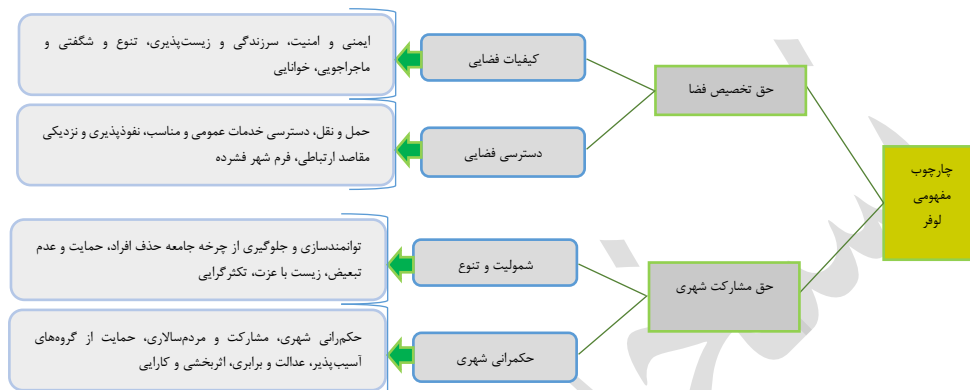 چارچوب
مفهومی
لوفر
حق تخصیص فضا
کیفیات فضایی
ایمنی و امنیت، سرزندگی و زیست‌پذیری، تنوع و شگفتی و
ماجراجویی، خوانایی
دسترسی فضایی
حمل و نقل، دسترسی خدمات عمومی و مناسب، نفوذپذیری و نزدیکی
مقاصد ارتباطی، فرم شهر فشرده
حق مشارکت شهری
شمولیت و تنوع
توانمندسازی و جلوگیری از چرخه جامعه حذف افراد، حمایت و عدم
تبعیض، زیست با عزت، تکثرگرایی
حکمرانی شهری
حکم‌رانی شهری، مشارکت و مردم‌سالاری، حمایت از گروه‌های
آسیب‌پذیر، عدالت و برابری، اثربخشی و کارایی